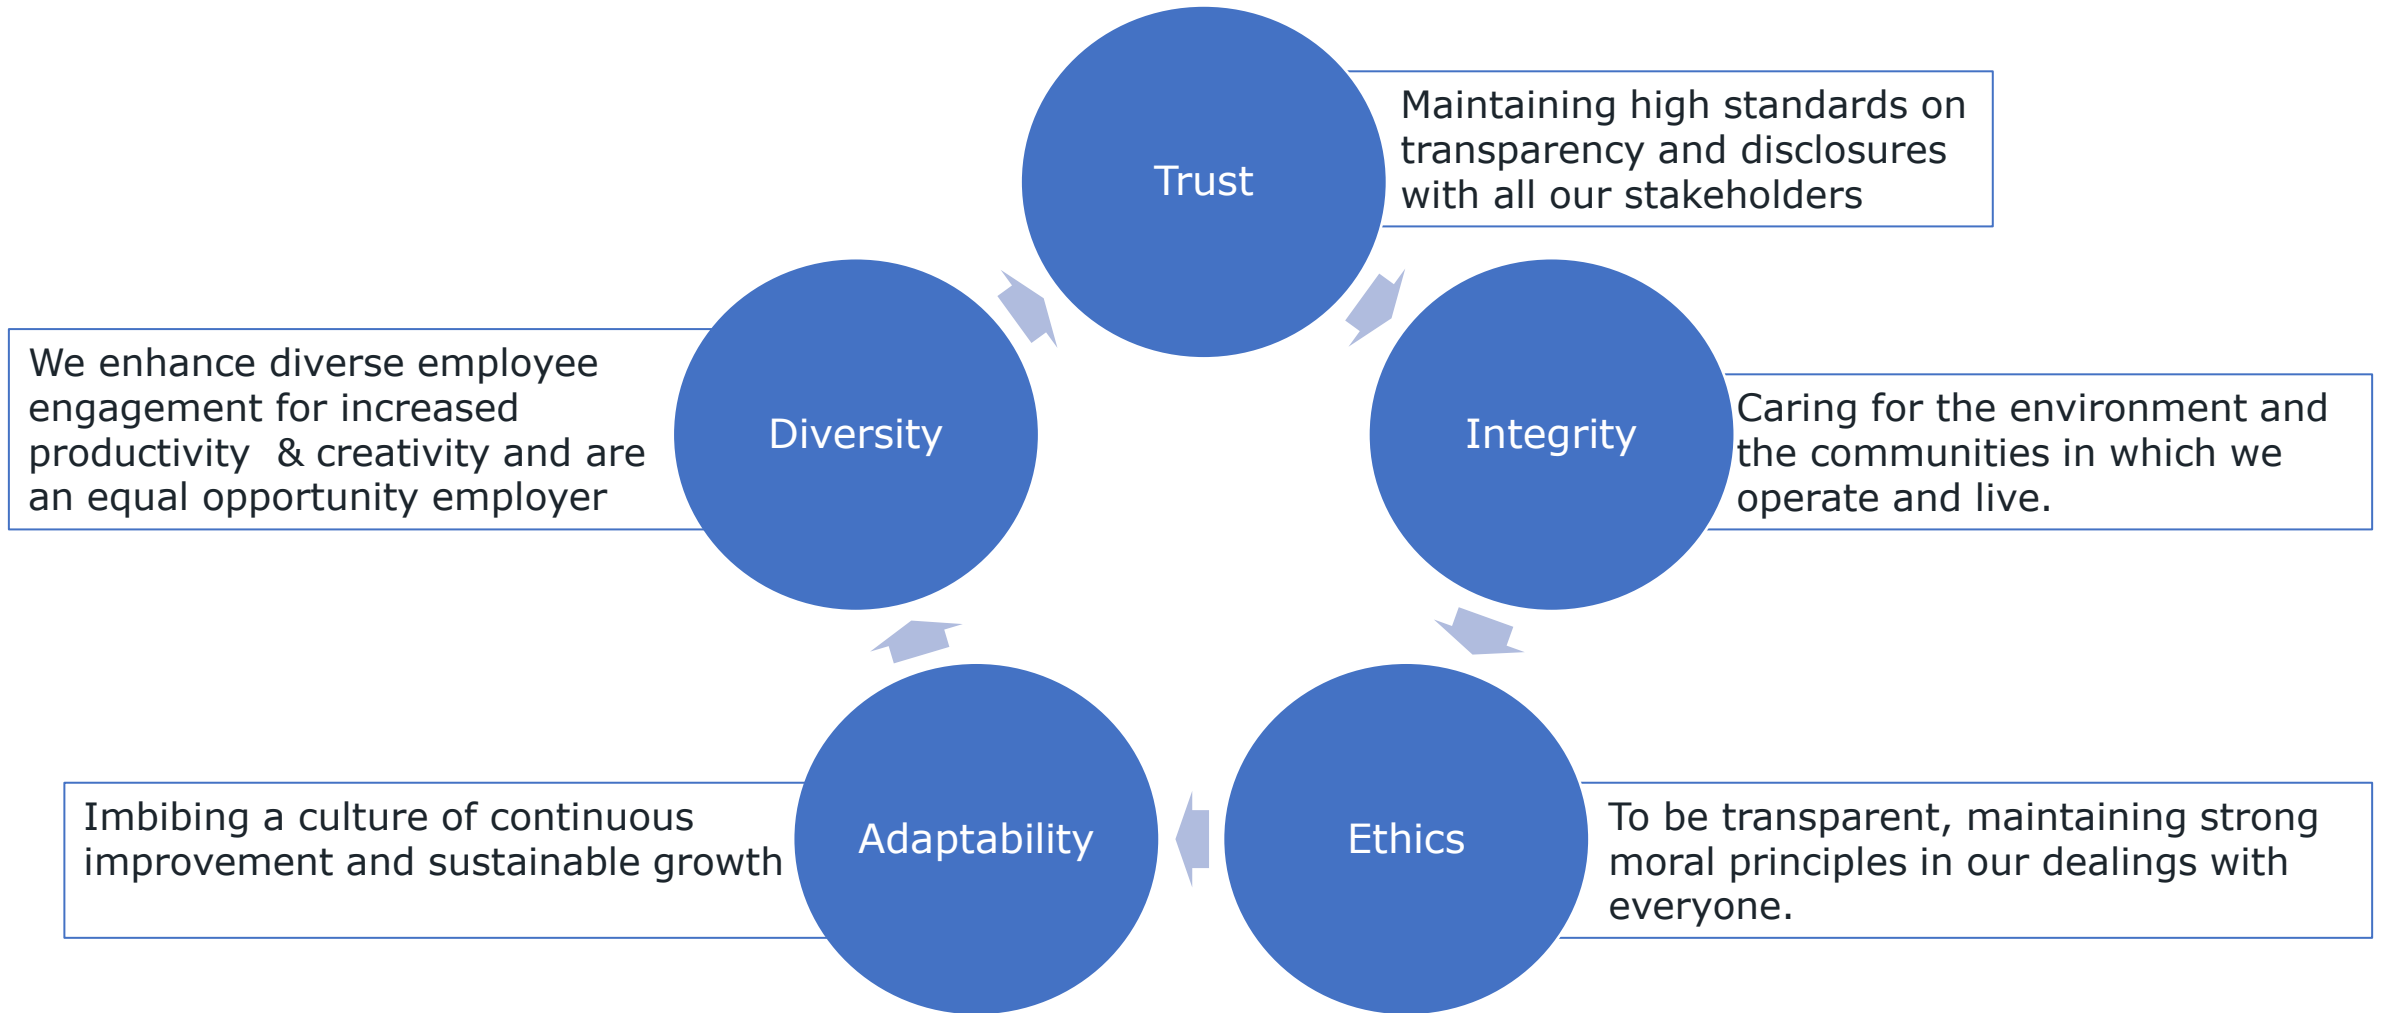 Trust
Maintaining high standards on
transparency and disclosures
with all our stakeholders
Integrity
Caring for the environment and
the communities in which we
operate and live.
Ethics
To be transparent, maintaining strong
moral principles in our dealings with
everyone.
Adaptability
Imbibing a culture of continuous
improvement and sustainable growth
Diversity
We enhance diverse employee
engagement for increased
productivity  & creativity and are
an equal opportunity employer